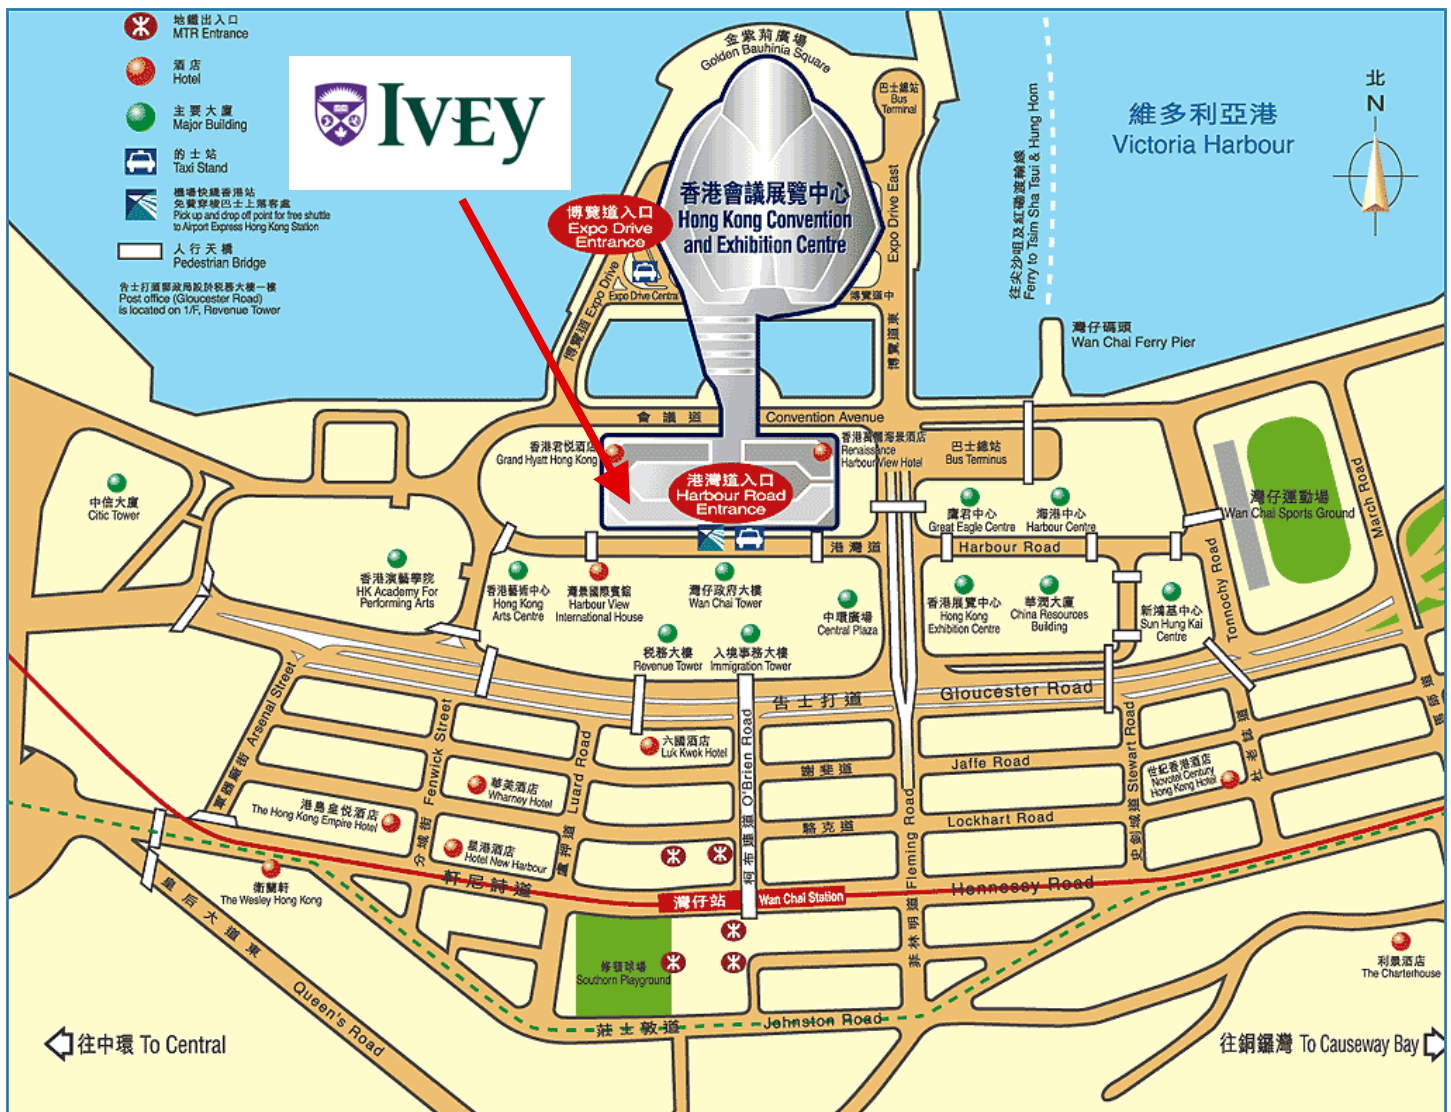 地鐵出入口
MTR Entrance
酒店
Hotel
主要大廈
Major Building
的士站
Taxi Stand
機場快綫香港站
免費穿梭巴士上落客處
Pick up and drop off point for free shuttle
to Airport Express Hong Kong Station
人行天橋
Pedestrian Bridge
告士打道郵政局設於稅務大樓一樓
Post office (Gloucester Road)
is located on 1/F, Revenue Tower
IVEY
金紫荊廣場
Golden Bauhinia Square
巴士總站
Bus
Terminal
北
N
維多利亞港
Victoria Harbour
往尖沙咀及紅磡渡輪線
Ferry to Tsim Sha Tsui & Hung Hom
香港會議展覽中心
Hong Kong Convention
and Exhibition Centre
博覽道入口
Expo Drive
Entrance
Expo Drive Central
博覽道中
博覽道 Expo Drive
博覽道東
Expo Drive East
灣仔碼頭
Wan Chai Ferry Pier
會議道
Convention Avenue
香港君悅酒店
Grand Hyatt Hong Kong
香港萬麗海景酒店
Renaissance
Harbour View Hotel
巴士總站
Bus Terminus
港灣道入口
Harbour Road
Entrance
中信大廈
Citic Tower
鷹君中心
Great Eagle Centre
海港中心
Harbour Centre
灣仔運動場
Wan Chai Sports Ground
March Road
港灣道
Harbour Road
香港演藝學院
HK Academy For
Performing Arts
香港藝術中心
Hong Kong
Arts Centre
灣景國際賓館
Harbour View
International House
灣仔政府大樓
Wan Chai Tower
中環廣場
Central Plaza
香港展覽中心
Hong Kong
Exhibition Centre
華潤大廈
China Resources
Building
新鴻基中心
Sun Hung Kai
Centre
Tonnochy Road
杜老誌道
稅務大樓
Revenue Tower
入境事務大樓
Immigration Tower
告士打道
Gloucester Road
軍器廠街 Arsenal Street
分域街 Fenwick Street
盧押道 Luard Road
柯布連道 O'Brien Road
菲林明道 Fleming Road
史釗域道 Stewart Road
六國酒店
Luk Kwok Hotel
謝斐道
Jaffe Road
世紀香港酒店
Novotel Century
Hong Kong Hotel
華美酒店
Wharney Hotel
港島皇悅酒店
The Hong Kong Empire Hotel
駱克道
Lockhart Road
星港酒店
Hotel New Harbour
衛蘭軒
The Wesley Hong Kong
軒尼詩道
Hennessy Road
灣仔站
Wan Chai Station
修頓球場
Southorn Playground
利景酒店
The Charterhouse
皇后大道東
Queen's Road
莊士敦道
Johnston Road
往中環 To Central
往銅鑼灣 To Causeway Bay